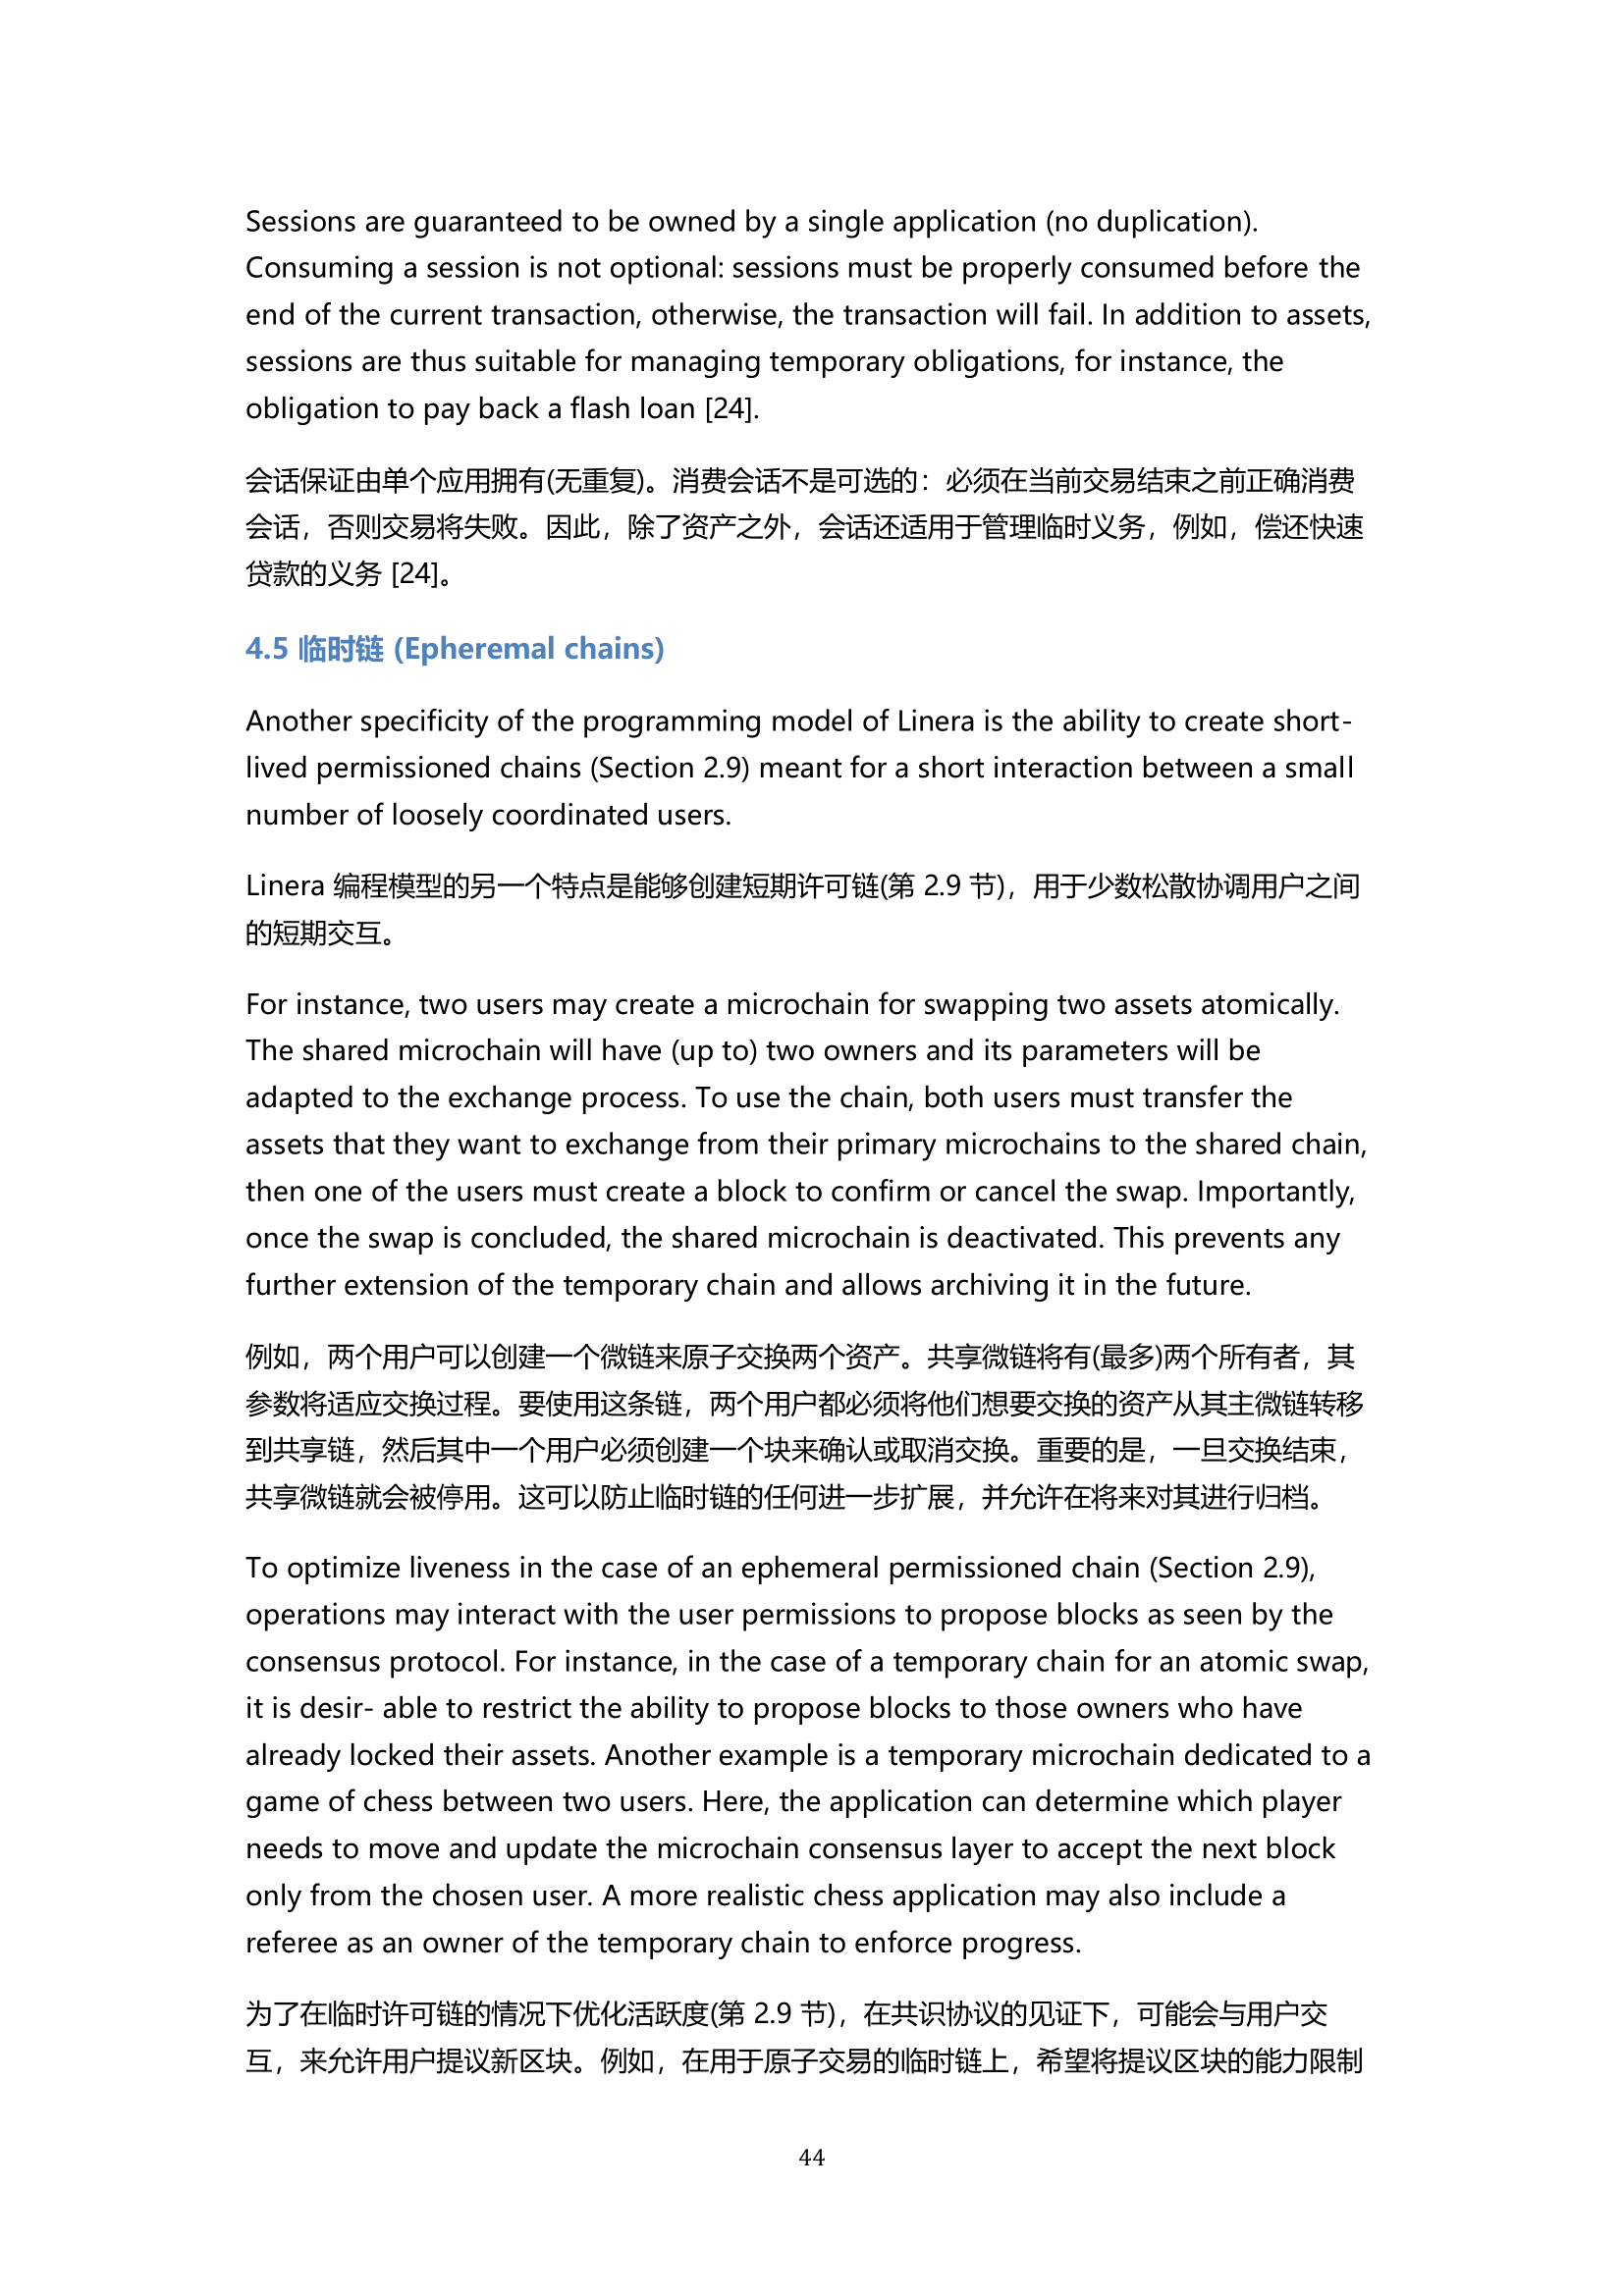 Sessions are guaranteed to be owned by a single application (no duplication).
Consuming a session is not optional: sessions must be properly consumed before the
end of the current transaction, otherwise, the transaction will fail. In addition to assets,
sessions are thus suitable for managing temporary obligations, for instance, the
obligation to pay back a flash loan [24].
会话保证由单个应用拥有(无重复)。消费会话不是可选的：必须在当前交易结束之前正确消费
会话，否则交易将失败。因此，除了资产之外，会话还适用于管理临时义务，例如，偿还快速
贷款的义务 [24]。
4.5 临时链 (Epheremal chains)
Another specificity of the programming model of Linera is the ability to create short-
lived permissioned chains (Section 2.9) meant for a short interaction between a small
number of loosely coordinated users.
Linera 编程模型的另一个特点是能够创建短期许可链(第 2.9 节)，用于少数松散协调用户之间
的短期交互。
For instance, two users may create a microchain for swapping two assets atomically.
The shared microchain will have (up to) two owners and its parameters will be
adapted to the exchange process. To use the chain, both users must transfer the
assets that they want to exchange from their primary microchains to the shared chain,
then one of the users must create a block to confirm or cancel the swap. Importantly,
once the swap is concluded, the shared microchain is deactivated. This prevents any
further extension of the temporary chain and allows archiving it in the future.
例如，两个用户可以创建一个微链来原子交换两个资产。共享微链将有(最多)两个所有者，其
参数将适应交换过程。要使用这条链，两个用户都必须将他们想要交换的资产从其主微链转移
到共享链，然后其中一个用户必须创建一个块来确认或取消交换。重要的是，一旦交换结束，
共享微链就会被停用。这可以防止临时链的任何进一步扩展，并允许在将来对其进行归档。
To optimize liveness in the case of an ephemeral permissioned chain (Section 2.9),
operations may interact with the user permissions to propose blocks as seen by the
consensus protocol. For instance, in the case of a temporary chain for an atomic swap,
it is desir- able to restrict the ability to propose blocks to those owners who have
already locked their assets. Another example is a temporary microchain dedicated to a
game of chess between two users. Here, the application can determine which player
needs to move and update the microchain consensus layer to accept the next block
only from the chosen user. A more realistic chess application may also include a
referee as an owner of the temporary chain to enforce progress.
为了在临时许可链的情况下优化活跃度(第 2.9 节)，在共识协议的见证下，可能会与用户交
互，来允许用户提议新区块。例如，在用于原子交易的临时链上，希望将提议区块的能力限制
44